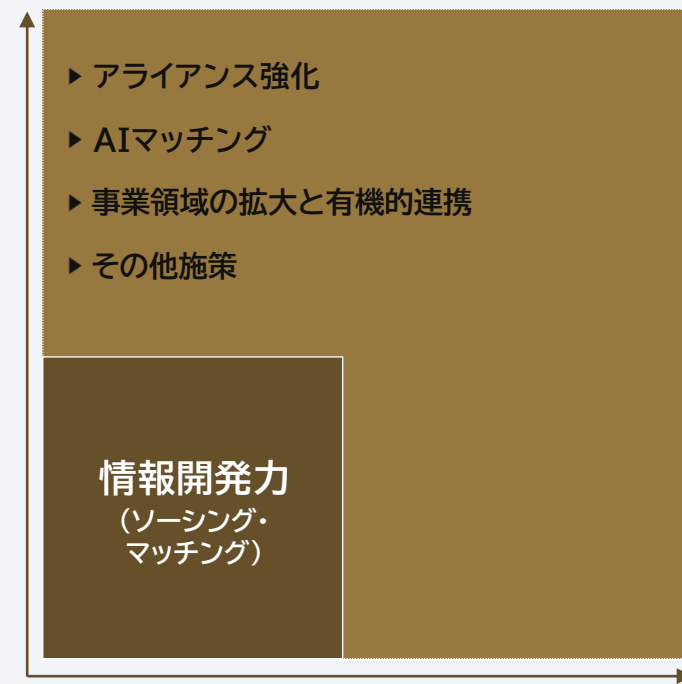 ▶ アライアンス強化
▶ AIマッチング
▶ 事業領域の拡大と有機的連携
▶ その他施策
情報開発力
（ソーシング・
マッチング）